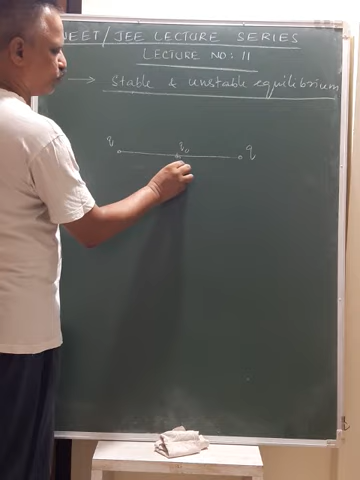 NEET/JEE LECTURE SERIES
LECTURE NO: 11
→ Stable & unstable equilibrium
q q₀ q